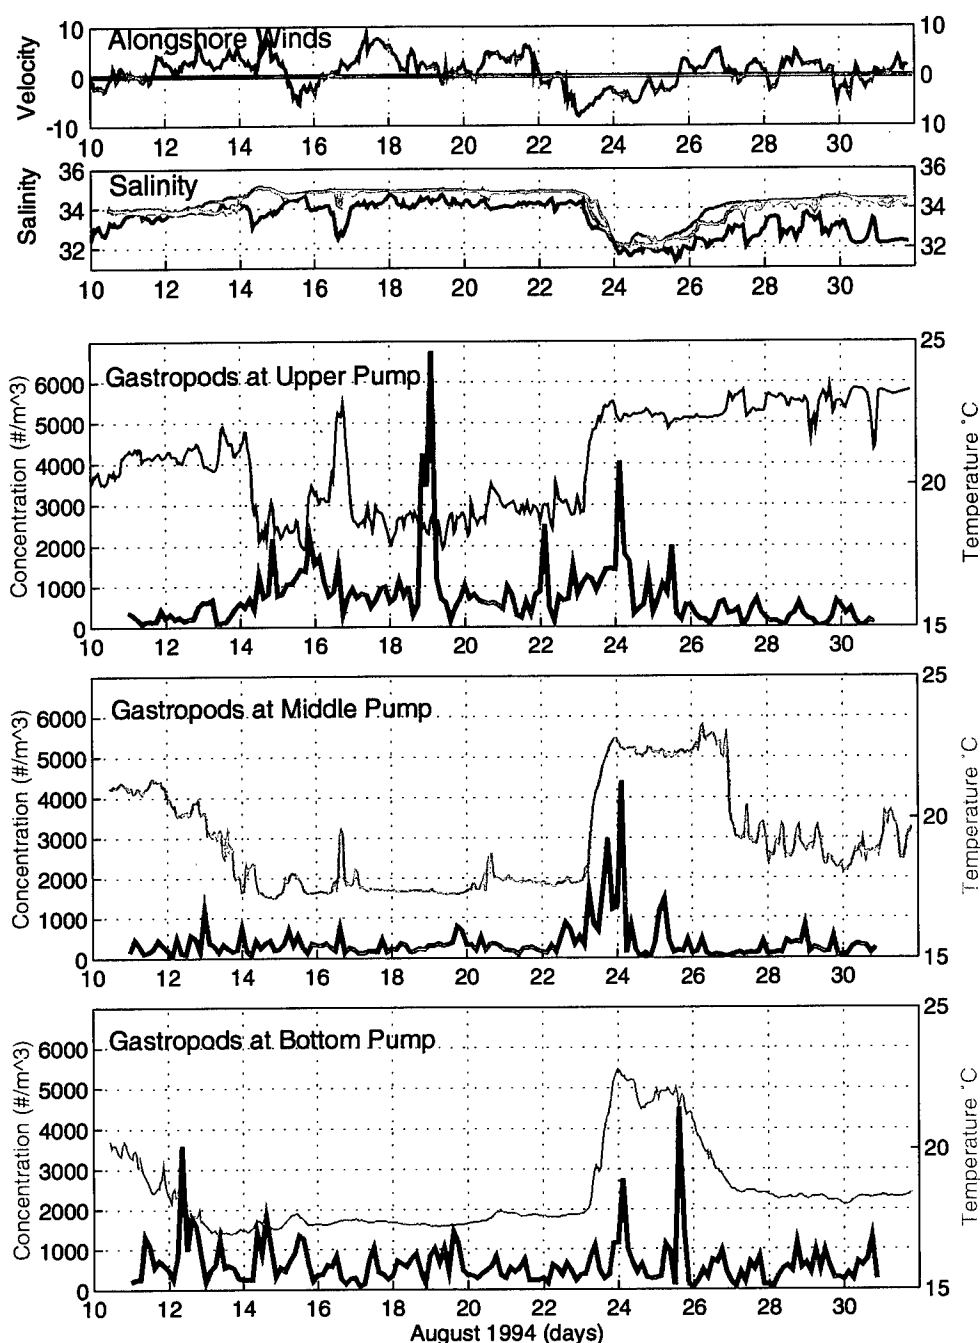 Alongshore Winds
Velocity
10
0
-10
10
0
10
10 12 14 16 18 20 22 24 26 28 30
Salinity
Salinity
36
34
32
36
34
32
10 12 14 16 18 20 22 24 26 28 30
Gastropods at Upper Pump
Concentration (#/m^3)
6000
5000
4000
3000
2000
1000
0
25
20
15
Temperature °C
10 12 14 16 18 20 22 24 26 28 30
Gastropods at Middle Pump
Concentration (#/m^3)
6000
5000
4000
3000
2000
1000
0
25
20
15
Temperature °C
10 12 14 16 18 20 22 24 26 28 30
Gastropods at Bottom Pump
Concentration (#/m^3)
6000
5000
4000
3000
2000
1000
0
25
20
15
Temperature °C
10 12 14 16 18 20 22 24 26 28 30
August 1994 (days)